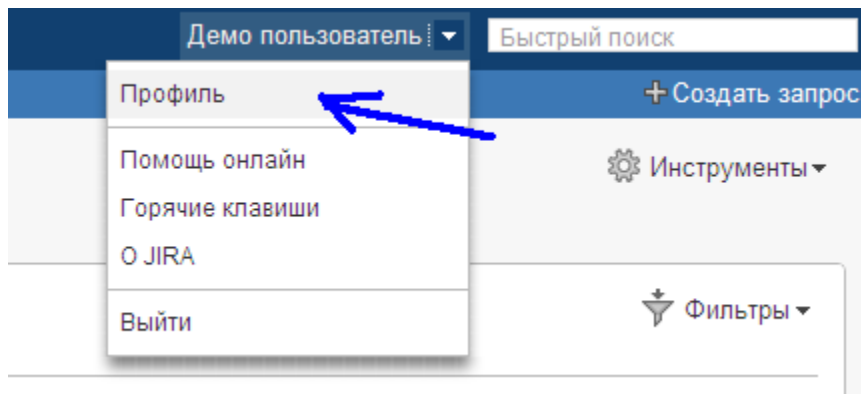 Демо пользователь
Быстрый поиск
Профиль
Создать запрос
Помощь онлайн
Инструменты
Горячие клавиши
О JIRA
Фильтры
Выйти